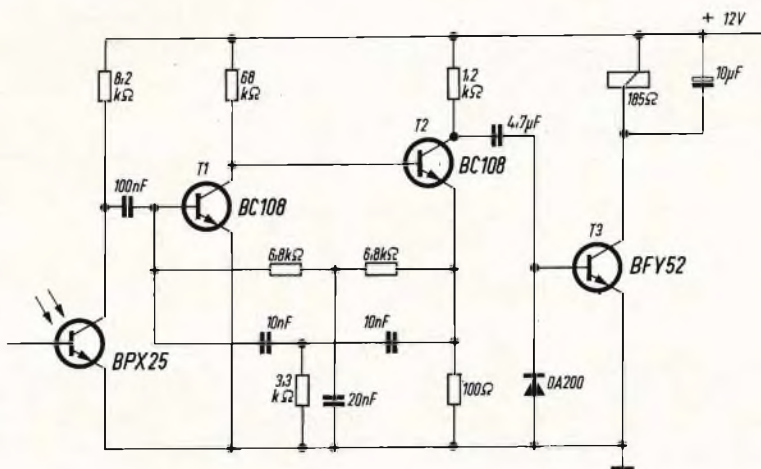 + 12V
8,2
kΩ
68
kΩ
1,2
kΩ
185Ω
10µF
T2
4,7µF
BC108
100nF
T1
BC108
T3
BFY52
6,8kΩ
6,8kΩ
10nF
10nF
BPX25
3,3
kΩ
20nF
100Ω
OA200